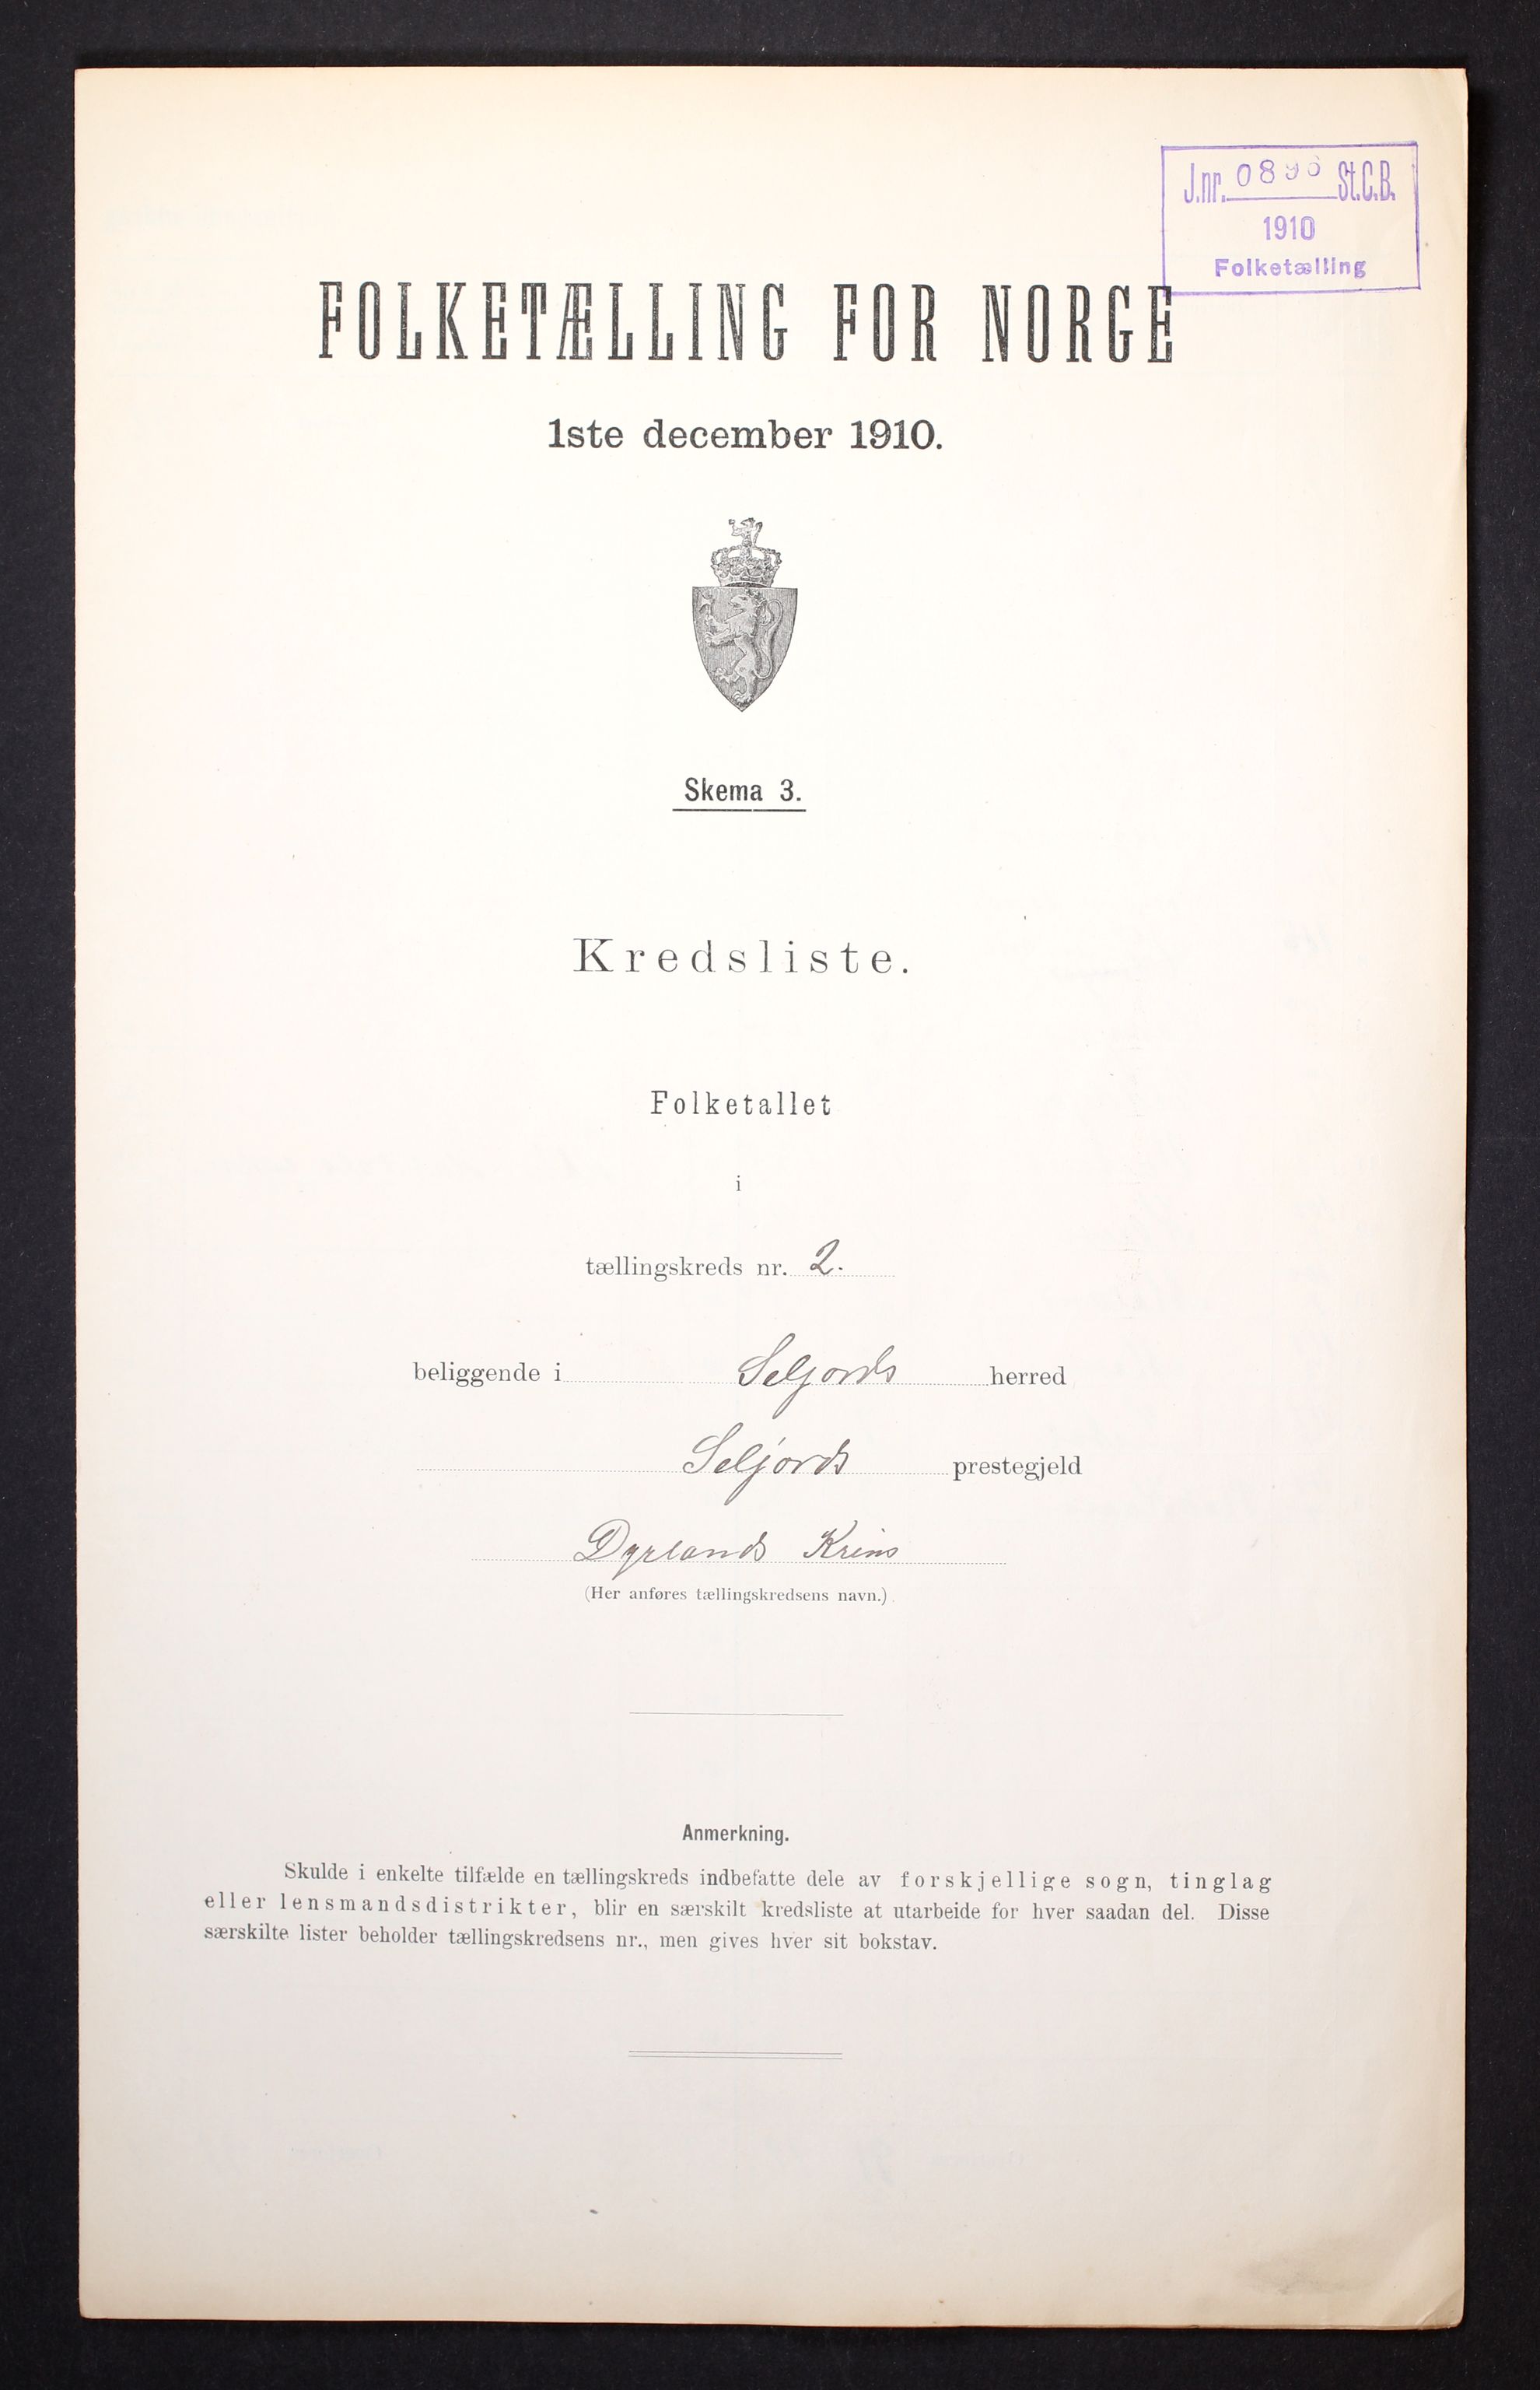 J.nr. 0896 St.C.B.
1910
Folketælling
FOLKETÆLLING FOR NORGE
1ste december 1910.
Skema 3.
Kredsliste.
Folketallet
i
tællingskreds nr. 2.
beliggende i Seljords herred
Seljords prestegjeld
Dyrlands Krins
(Her anføres tællingskredsens navn.)
Anmerkning.
Skulde i enkelte tilfælde en tællingskreds indbefatte dele av forskjellige sogn, tinglag
eller lensmandsdistrikter, blir en særskilt kredsliste at utarbeide for hver saadan del. Disse
særskilte lister beholder tællingskredsens nr., men gives hver sit bokstav.